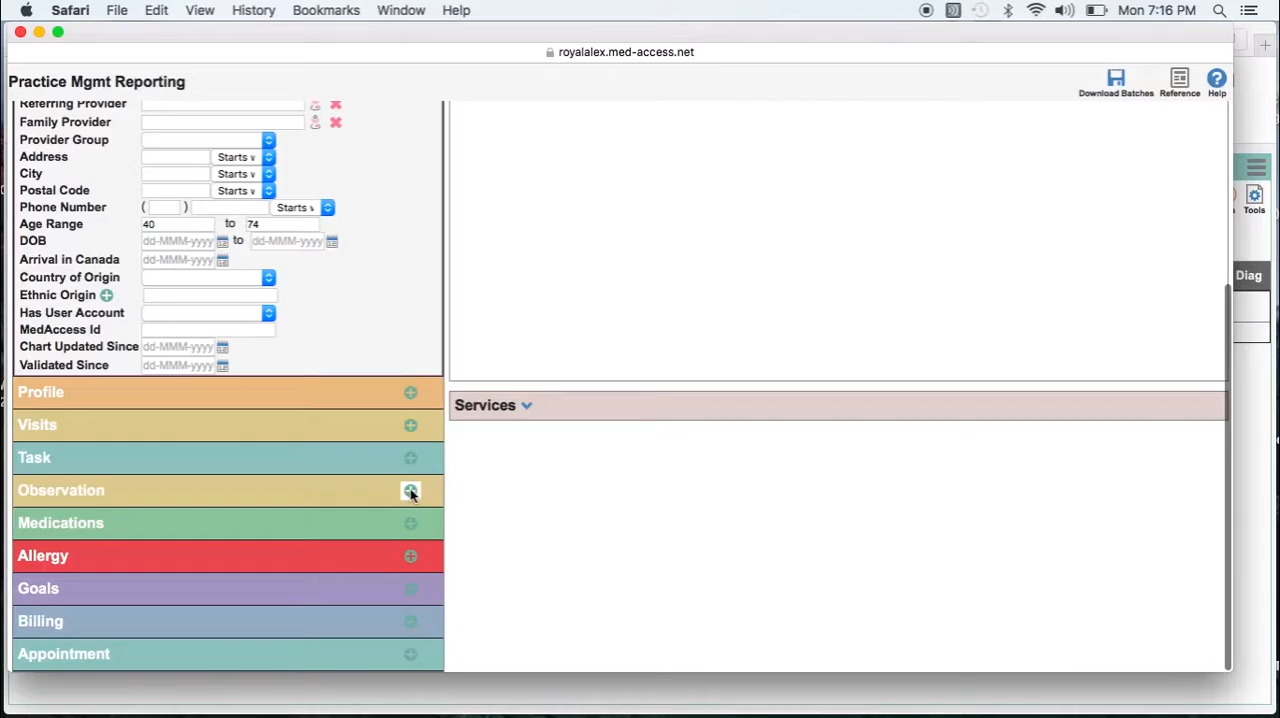 Safari File Edit View History Bookmarks Window Help Mon 7:16 PM
royalalex.med-access.net
Practice Mgmt Reporting
Download Batches Reference Help
Referring Provider
Family Provider
Provider Group
Address Starts
City Starts
Postal Code Starts
Phone Number ( ) Starts
Age Range 40 to 74
DOB dd-MMM-yyyy to dd-MMM-yyyy
Arrival in Canada dd-MMM-yyyy
Country of Origin
Ethnic Origin
Has User Account
MedAccess Id
Chart Updated Since dd-MMM-yyyy
Validated Since dd-MMM-yyyy
Profile
Visits
Task
Observation
Medications
Allergy
Goals
Billing
Appointment
Services
Tools
Diag